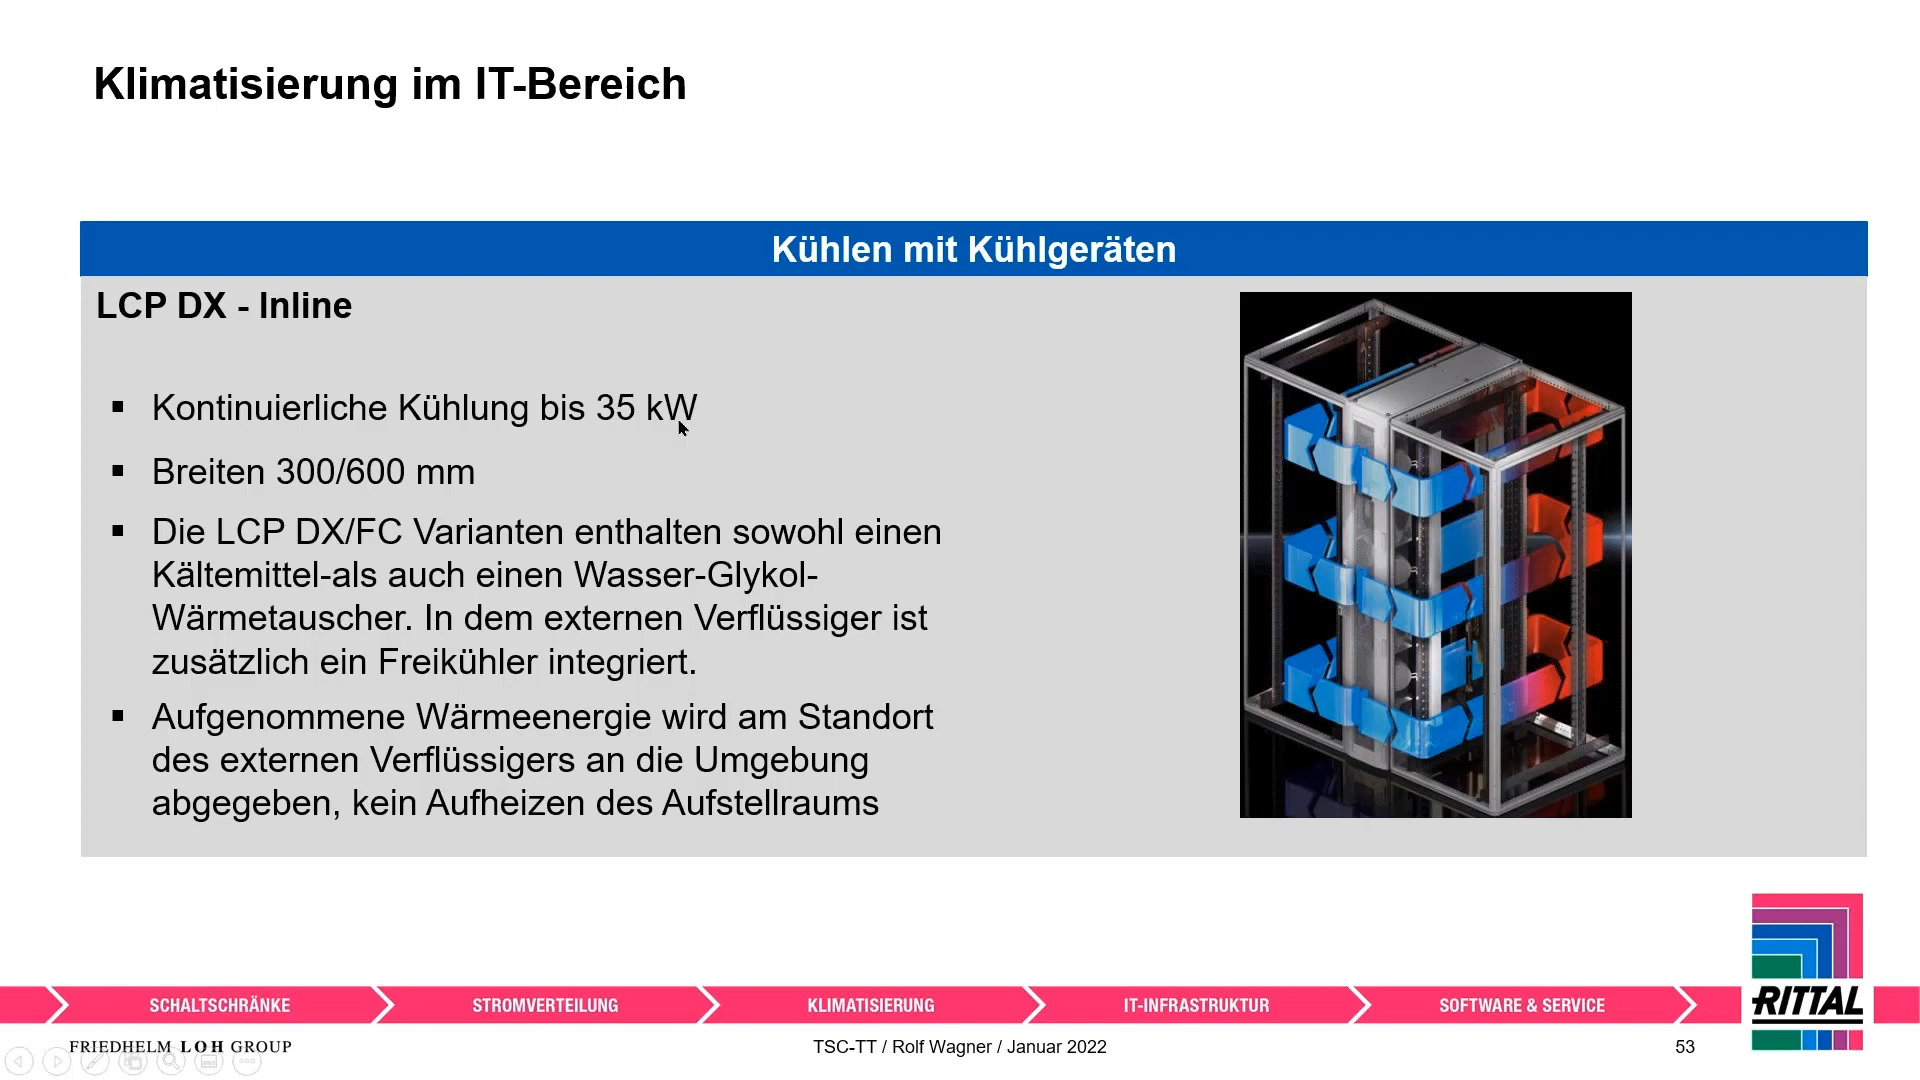 Klimatisierung im IT-Bereich
Kühlen mit Kühlgeräten
LCP DX - Inline
▪ Kontinuierliche Kühlung bis 35 kW
▪ Breiten 300/600 mm
▪ Die LCP DX/FC Varianten enthalten sowohl einen
Kältemittel-als auch einen Wasser-Glykol-
Wärmetauscher. In dem externen Verflüssiger ist
zusätzlich ein Freikühler integriert.
▪ Aufgenommene Wärmeenergie wird am Standort
des externen Verflüssigers an die Umgebung
abgegeben, kein Aufheizen des Aufstellraums
SCHALTSCHRÄNKE
STROMVERTEILUNG
KLIMATISIERUNG
IT-INFRASTRUKTUR
SOFTWARE & SERVICE
RITTAL
FRIEDHELM LOH GROUP
TSC-TT / Rolf Wagner / Januar 2022
53